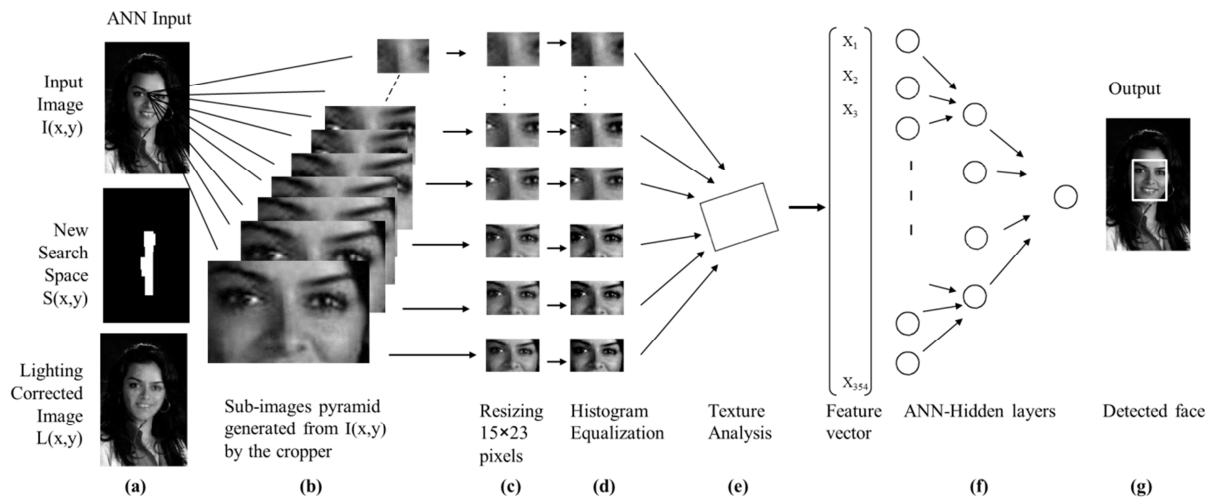 ANN Input
Input
Image
I(x,y)
New
Search
Space
S(x,y)
Lighting
Corrected
Image
L(x,y)
Sub-images pyramid
generated from I(x,y)
by the cropper
Resizing
15×23
pixels
Histogram
Equalization
Texture
Analysis
X1
X2
X3
X354
Feature
vector
ANN-Hidden layers
Output
Detected face
(a)
(b)
(c)
(d)
(e)
(f)
(g)